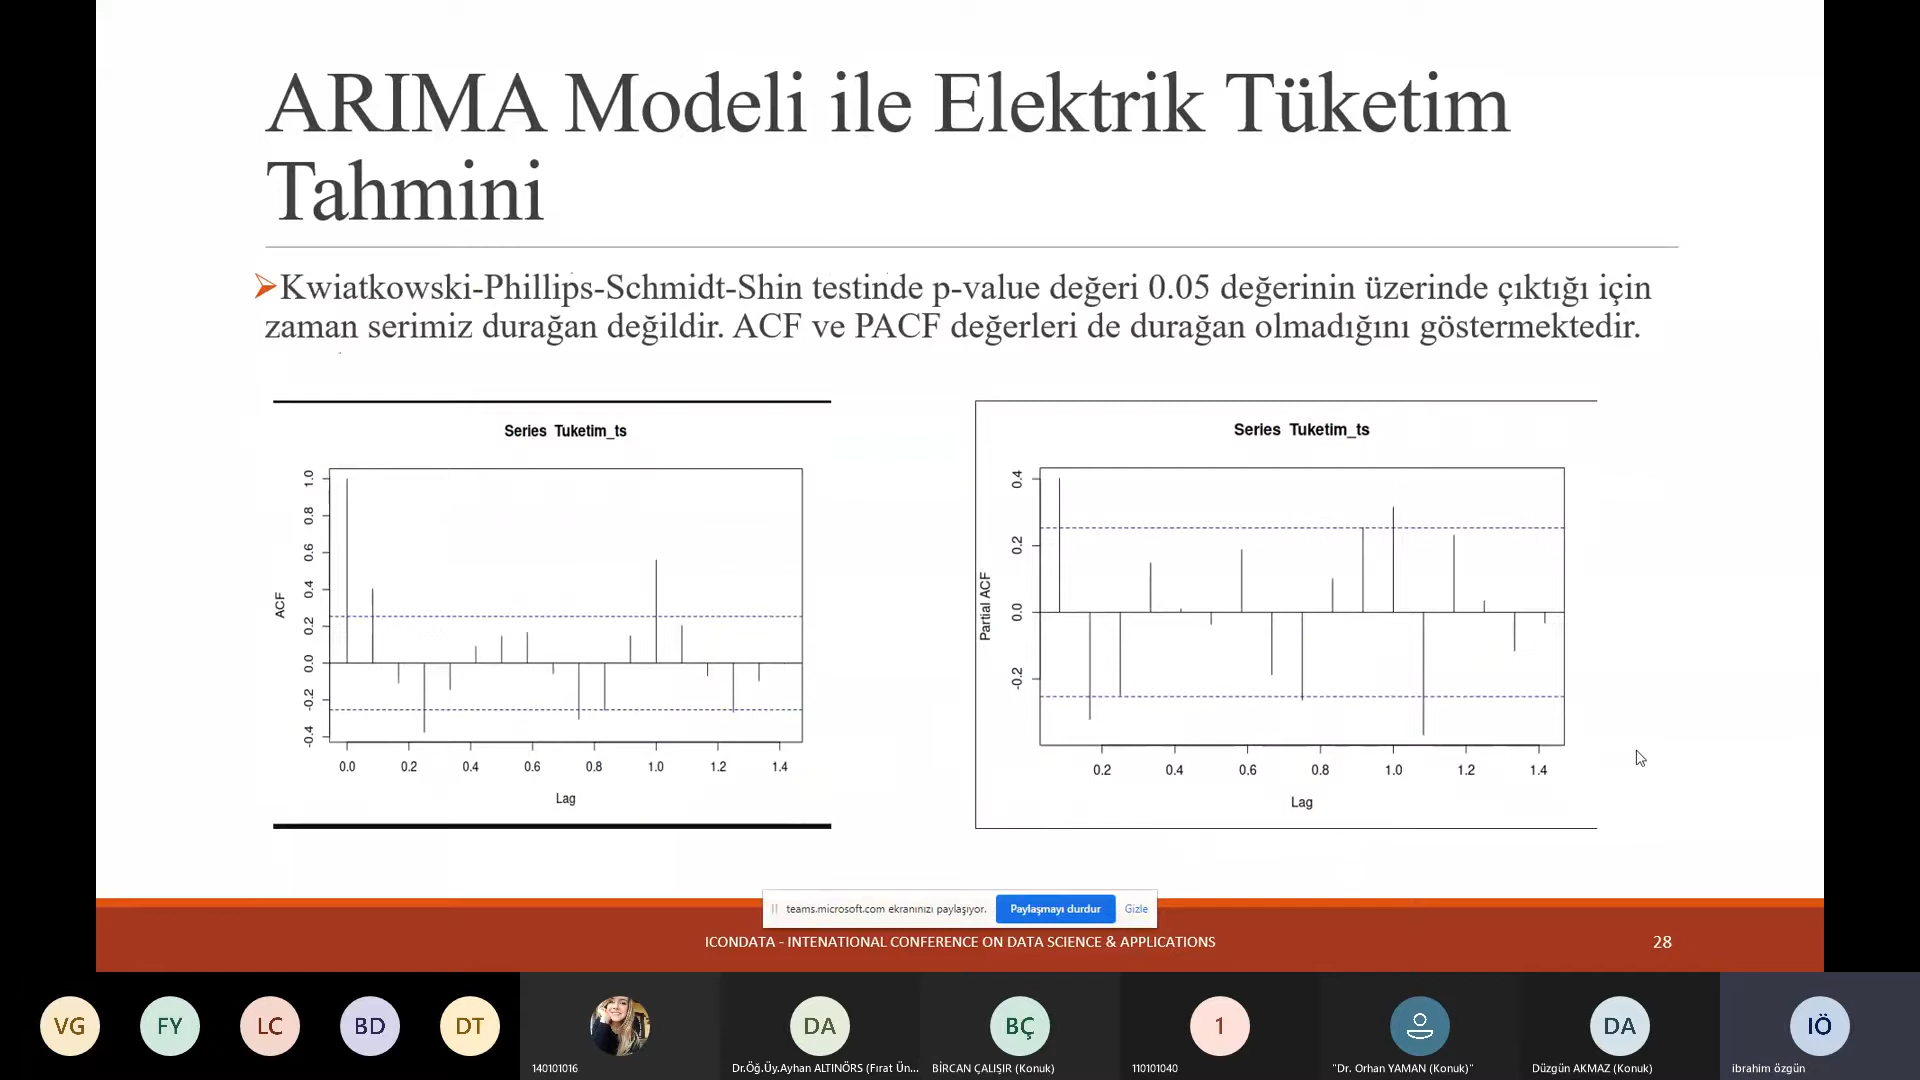 ARIMA Modeli ile Elektrik Tüketim
Tahmini
Kwiatkowski-Phillips-Schmidt-Shin testinde p-value değeri 0.05 değerinin üzerinde çıktığı için
zaman serimiz durağan değildir. ACF ve PACF değerleri de durağan olmadığını göstermektedir.
Series Tuketim_ts
ACF
1.0
0.8
0.6
0.4
0.2
0.0
-0.2
-0.4
0.0 0.2 0.4 0.6 0.8 1.0 1.2 1.4
Lag
Series Tuketim_ts
Partial ACF
0.4
0.2
0.0
-0.2
0.2 0.4 0.6 0.8 1.0 1.2 1.4
Lag
teams.microsoft.com ekranınızı paylaşıyor. Paylaşmayı durdur Gizle
ICONDATA - INTENATIONAL CONFERENCE ON DATA SCIENCE & APPLICATIONS
28
VG FY LC BD DT DA BÇ 1 DA IÖ
140101016 Dr.Öğ.Üy.Ayhan ALTINÖRS (Fırat Ün... BİRCAN ÇALIŞIR (Konuk) 110101040 "Dr. Orhan YAMAN (Konuk)" Düzgün AKMAZ (Konuk) ibrahim özgün